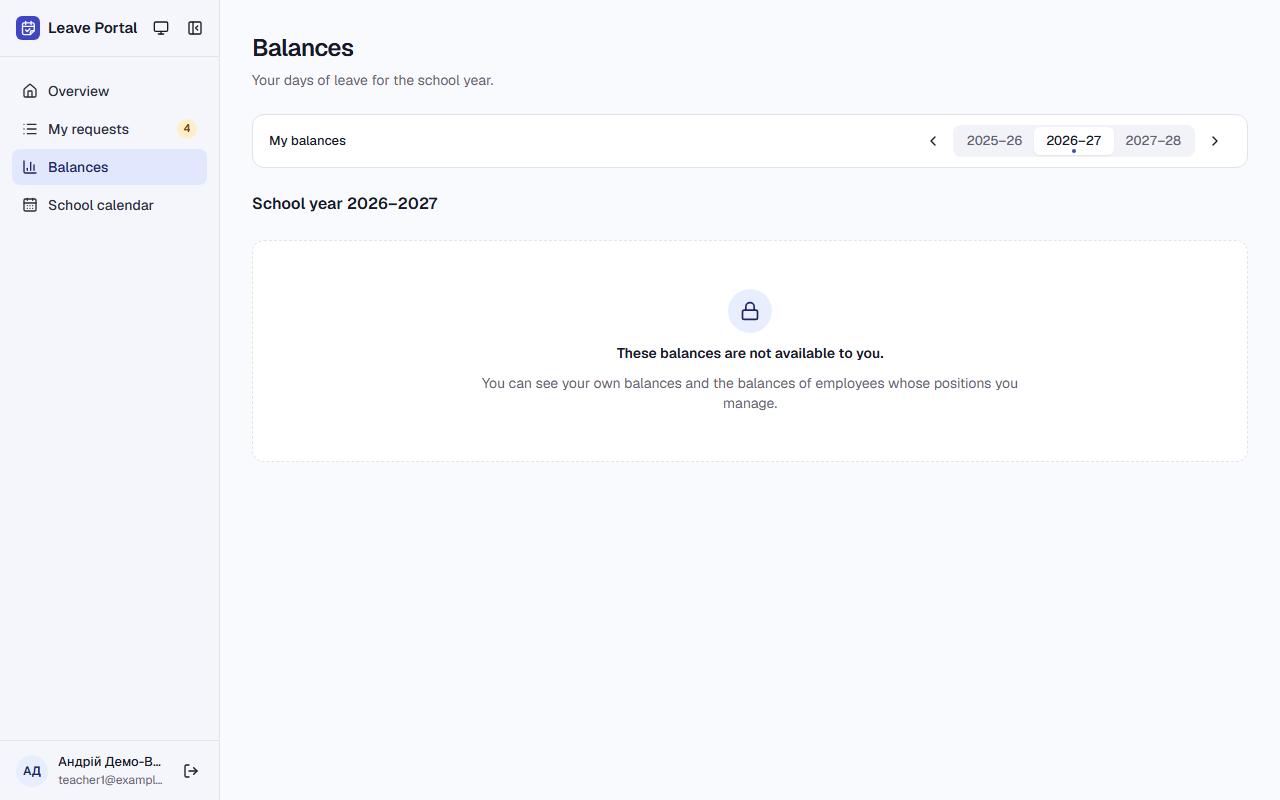 Leave Portal
Overview
My requests 4
Balances
School calendar
Андрій Демо-В...
teacher1@exampl...
Balances
Your days of leave for the school year.
My balances
2025–26 2026–27 2027–28
School year 2026–2027
These balances are not available to you.
You can see your own balances and the balances of employees whose positions you
manage.
АД